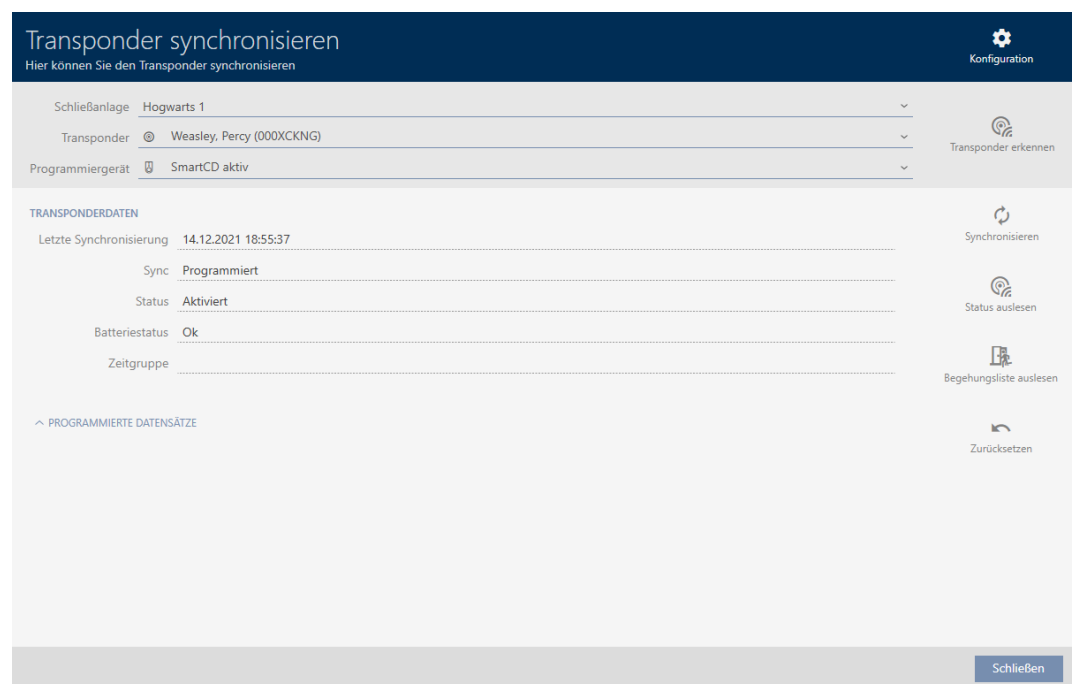 Transponder synchronisieren
Hier können Sie den Transponder synchronisieren
Konfiguration
Schließanlage Hogwarts 1
Transponder Weasley, Percy (000XCKNG)
Programmiergerät SmartCD aktiv
Transponder erkennen
TRANSPONDERDATEN
Letzte Synchronisierung 14.12.2021 18:55:37
Sync Programmiert
Status Aktiviert
Batteriestatus Ok
Zeitgruppe
PROGRAMMIERTE DATENSÄTZE
Synchronisieren
Status auslesen
Begehungsliste auslesen
Zurücksetzen
Schließen